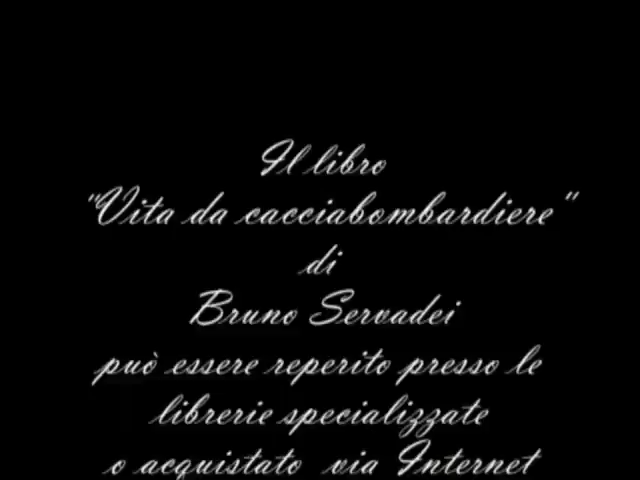 Il libro
"Vita da cacciabombardiere"
di
Bruno Servadei
può essere reperito presso le
librerie specializzate
o acquistato via Internet